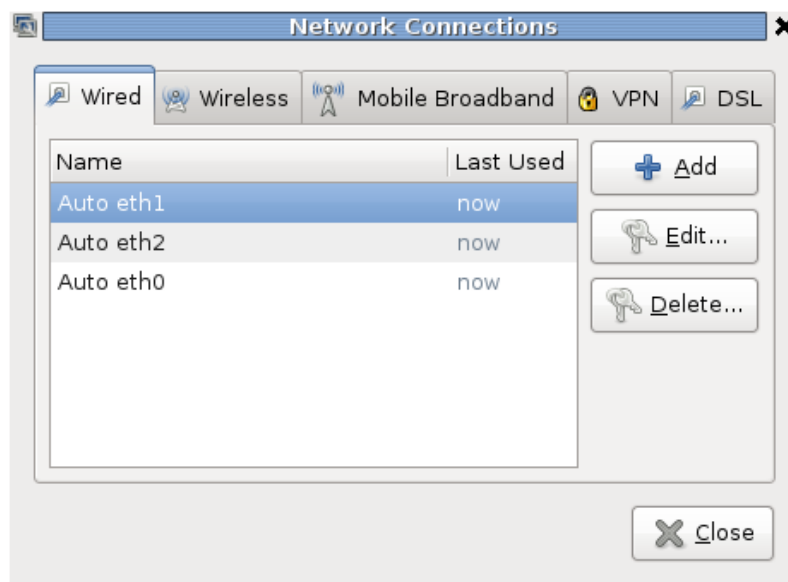 Network Connections
Wired Wireless Mobile Broadband VPN DSL
Name Last Used
Auto eth1 now
Auto eth2 now
Auto eth0 now
Add
Edit...
Delete...
Close